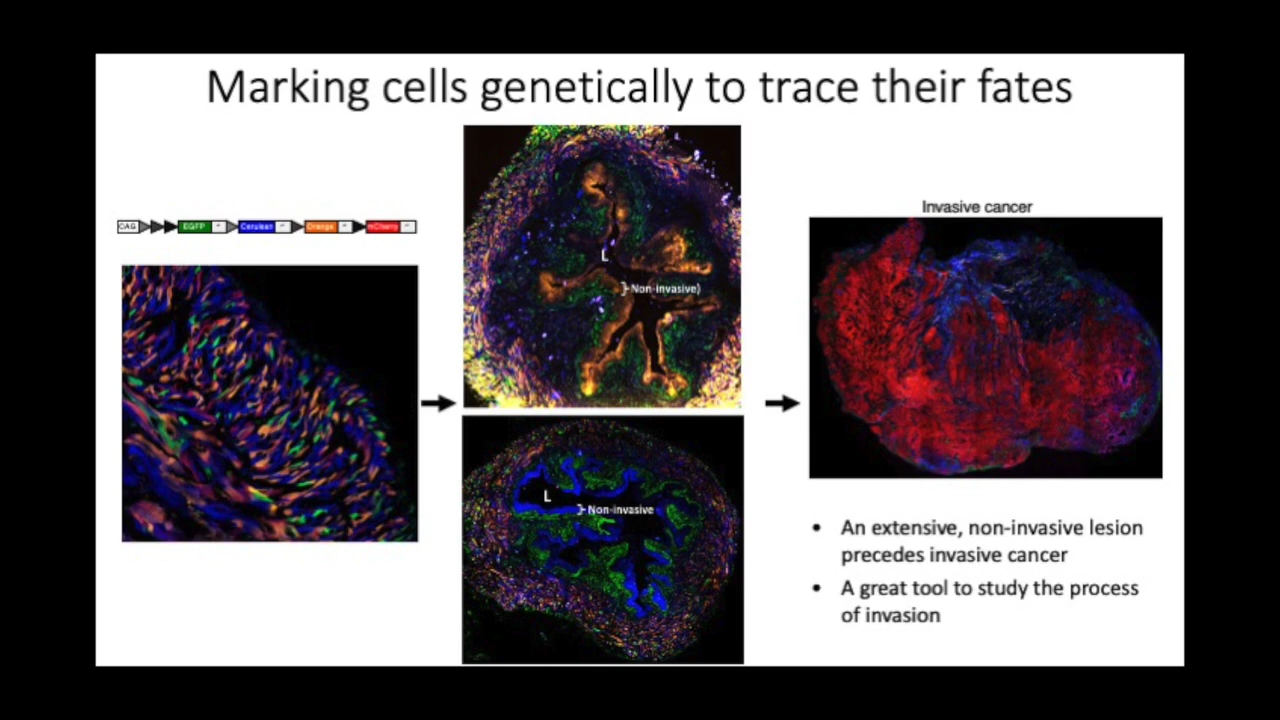 Marking cells genetically to trace their fates
CAG EGFP Cerulean Orange mCherry
L
Non-invasive)
L
Non-invasive
Invasive cancer
• An extensive, non-invasive lesion
precedes invasive cancer
• A great tool to study the process
of invasion